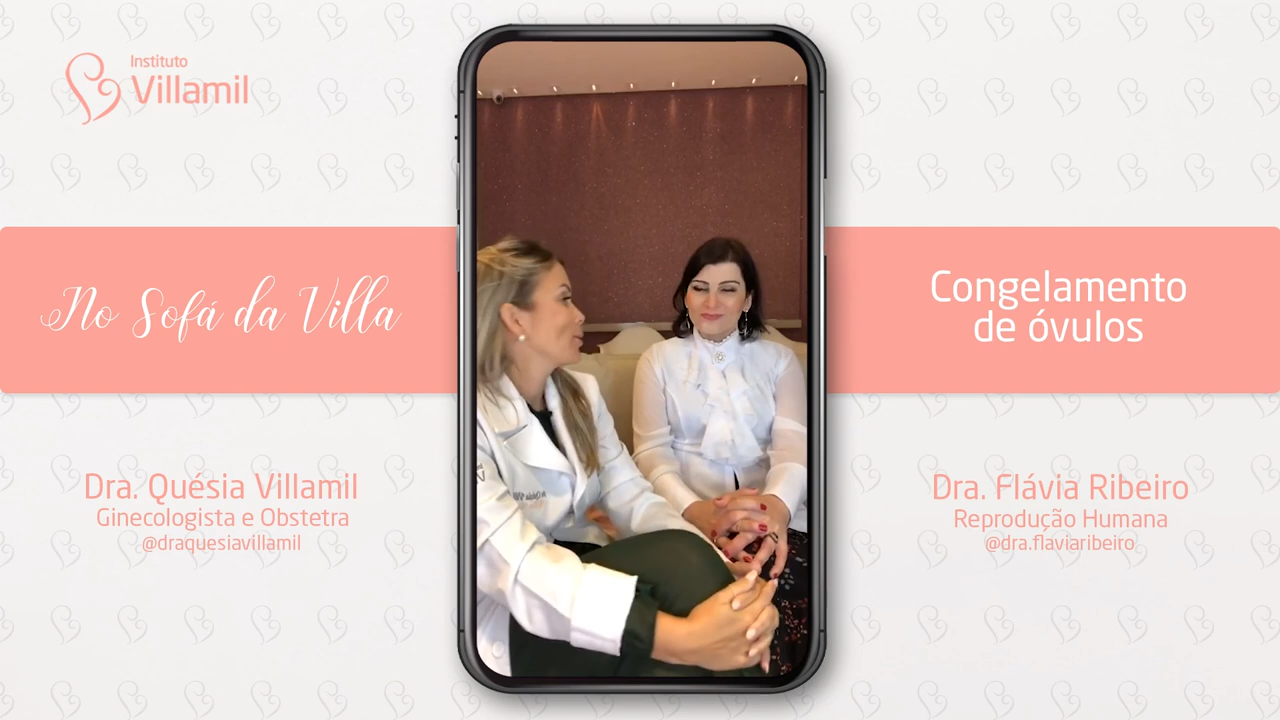 Instituto
Villamil
No Sofá da Villa
Congelamento
de óvulos
Dra. Quésia Villamil
Ginecologista e Obstetra
@draquesiavillamil
Dra. Flávia Ribeiro
Reprodução Humana
@dra.flaviaribeiro